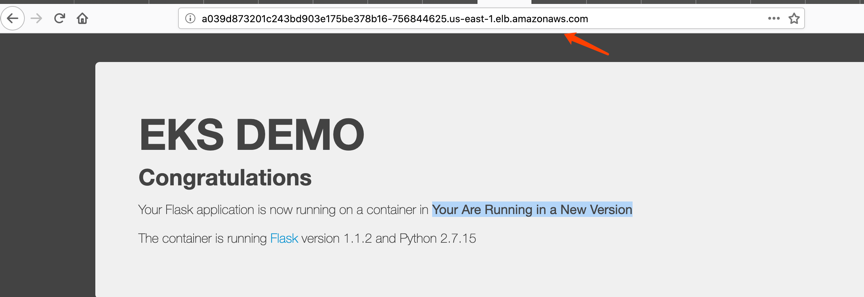 a039d873201c243bd903e175be378b16-756844625.us-east-1.elb.amazonaws.com
EKS DEMO
Congratulations
Your Flask application is now running on a container in Your Are Running in a New Version
The container is running Flask version 1.1.2 and Python 2.7.15